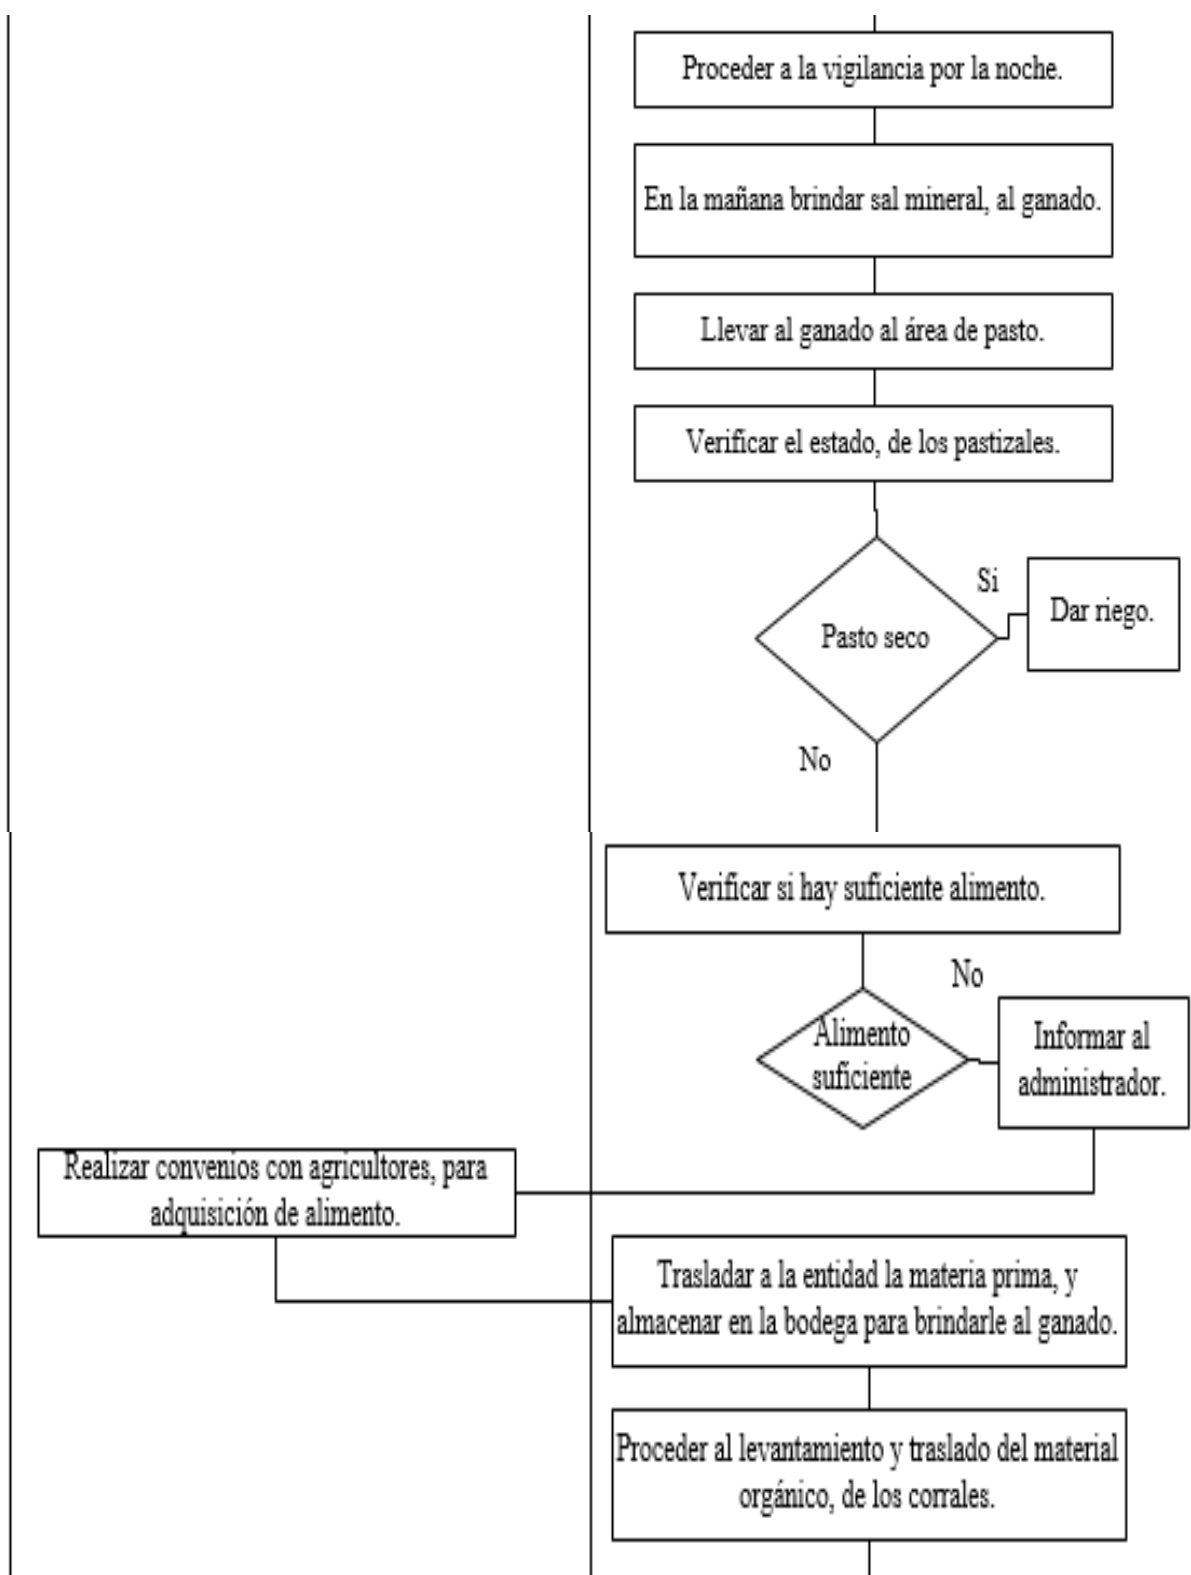 Proceder a la vigilancia por la noche.
En la mañana brindar sal mineral, al ganado.
Llevar al ganado al área de pasto.
Verificar el estado, de los pastizales.
Si
Dar riego.
Pasto seco
No
Verificar si hay suficiente alimento.
No
Alimento
suficiente
Informar al
administrador.
Realizar convenios con agricultores, para
adquisición de alimento.
Trasladar a la entidad la materia prima, y
almacenar en la bodega para brindarle al ganado.
Proceder al levantamiento y traslado del material
orgánico, de los corrales.